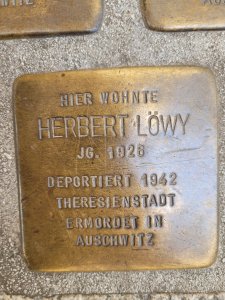 HIER WOHNTE
HERBERT LÖWY
JG. 1926
DEPORTIERT 1942
THERESIENSTADT
ERMORDET IN
AUSCHWITZ